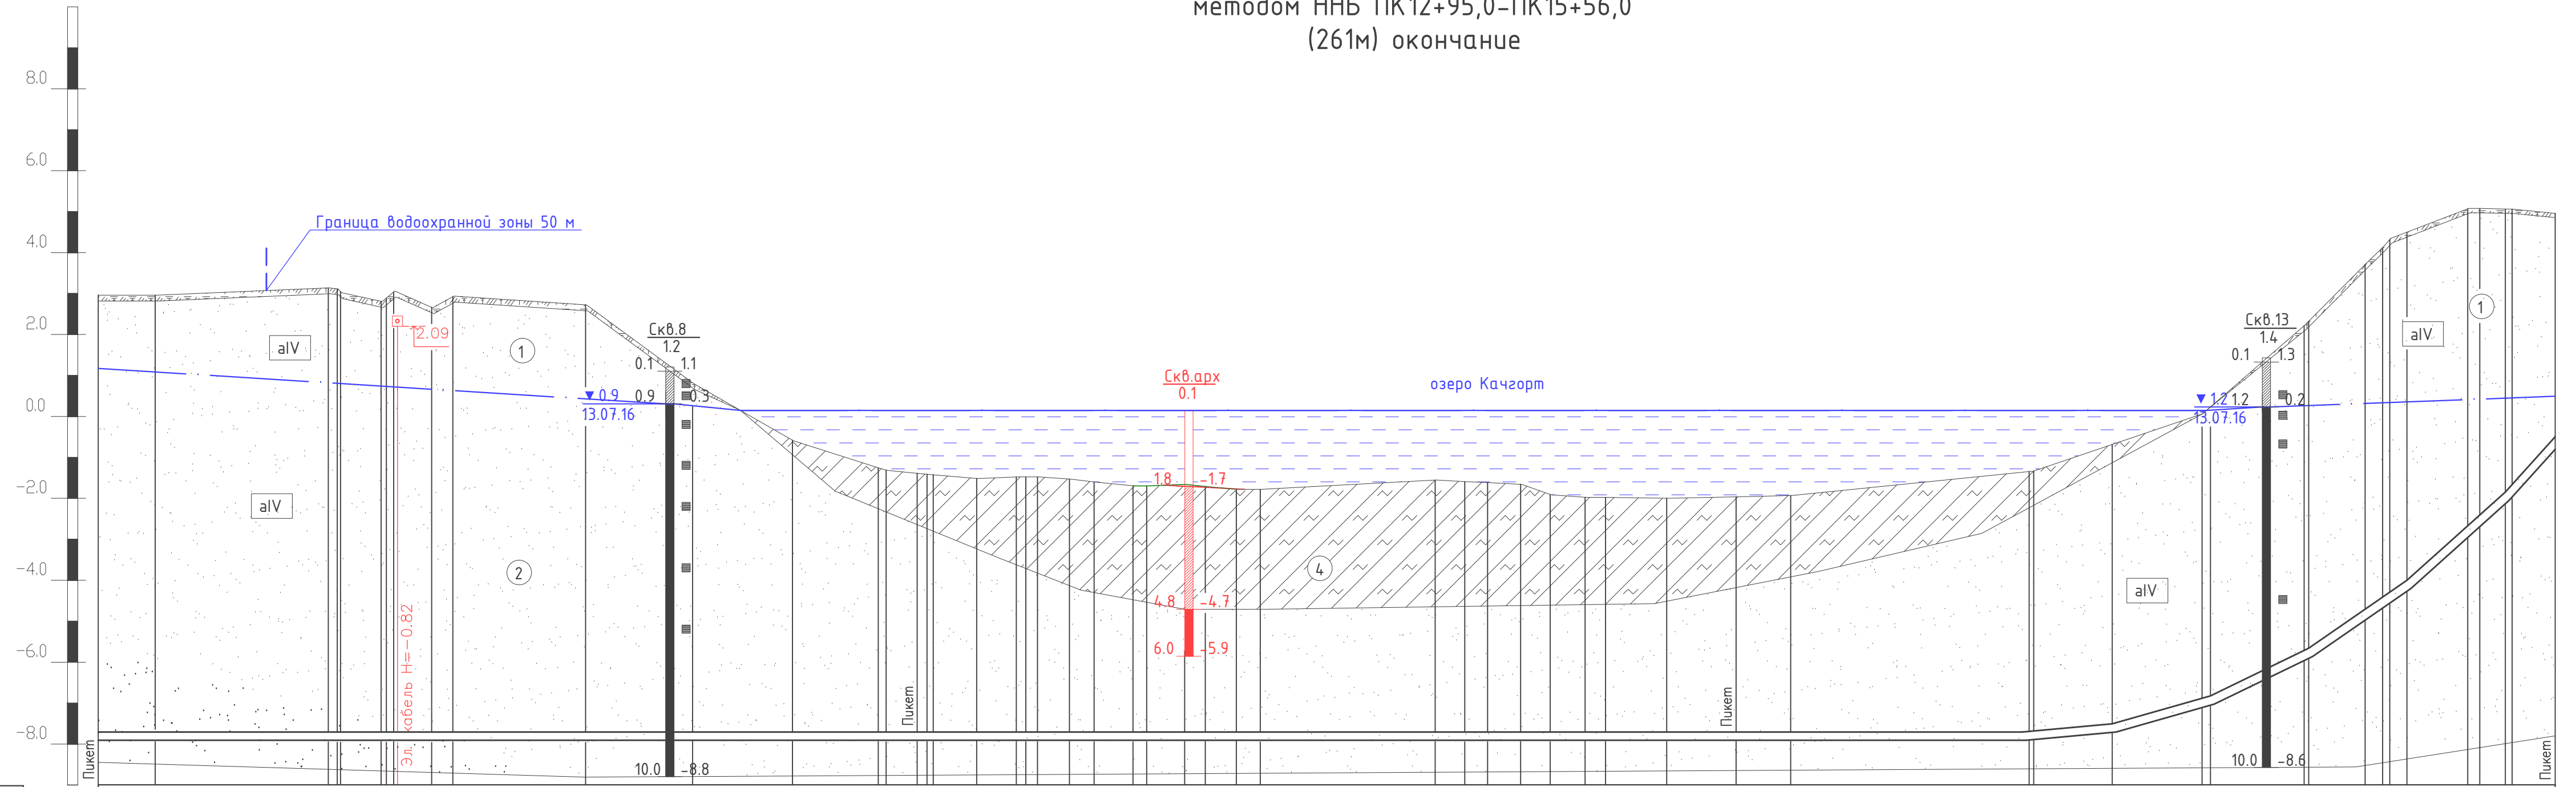 методом ННБ ПК12+95,0-ПК15+56,0
(261м) окончание
8.0
6.0
4.0
2.0
0.0
-2.0
-4.0
-6.0
-8.0
Граница водоохранной зоны 50 м
aIV
2.09
1
Скв.8
1.2
0.1 1.1
0.9 0.9 0.3
13.07.16
aIV
2
Эл. кабель Н=-0.82
10.0 -8.8
Пикет
Пикет
Скв.арх
0.1
озеро Качгорт
1.8 -1.7
4
4.8 -4.7
6.0 -5.9
Пикет
Скв.13
1.4
0.1 1.3
1.2 1.2 0.2
13.07.16
aIV
1
aIV
10.0 -8.6
Пикет